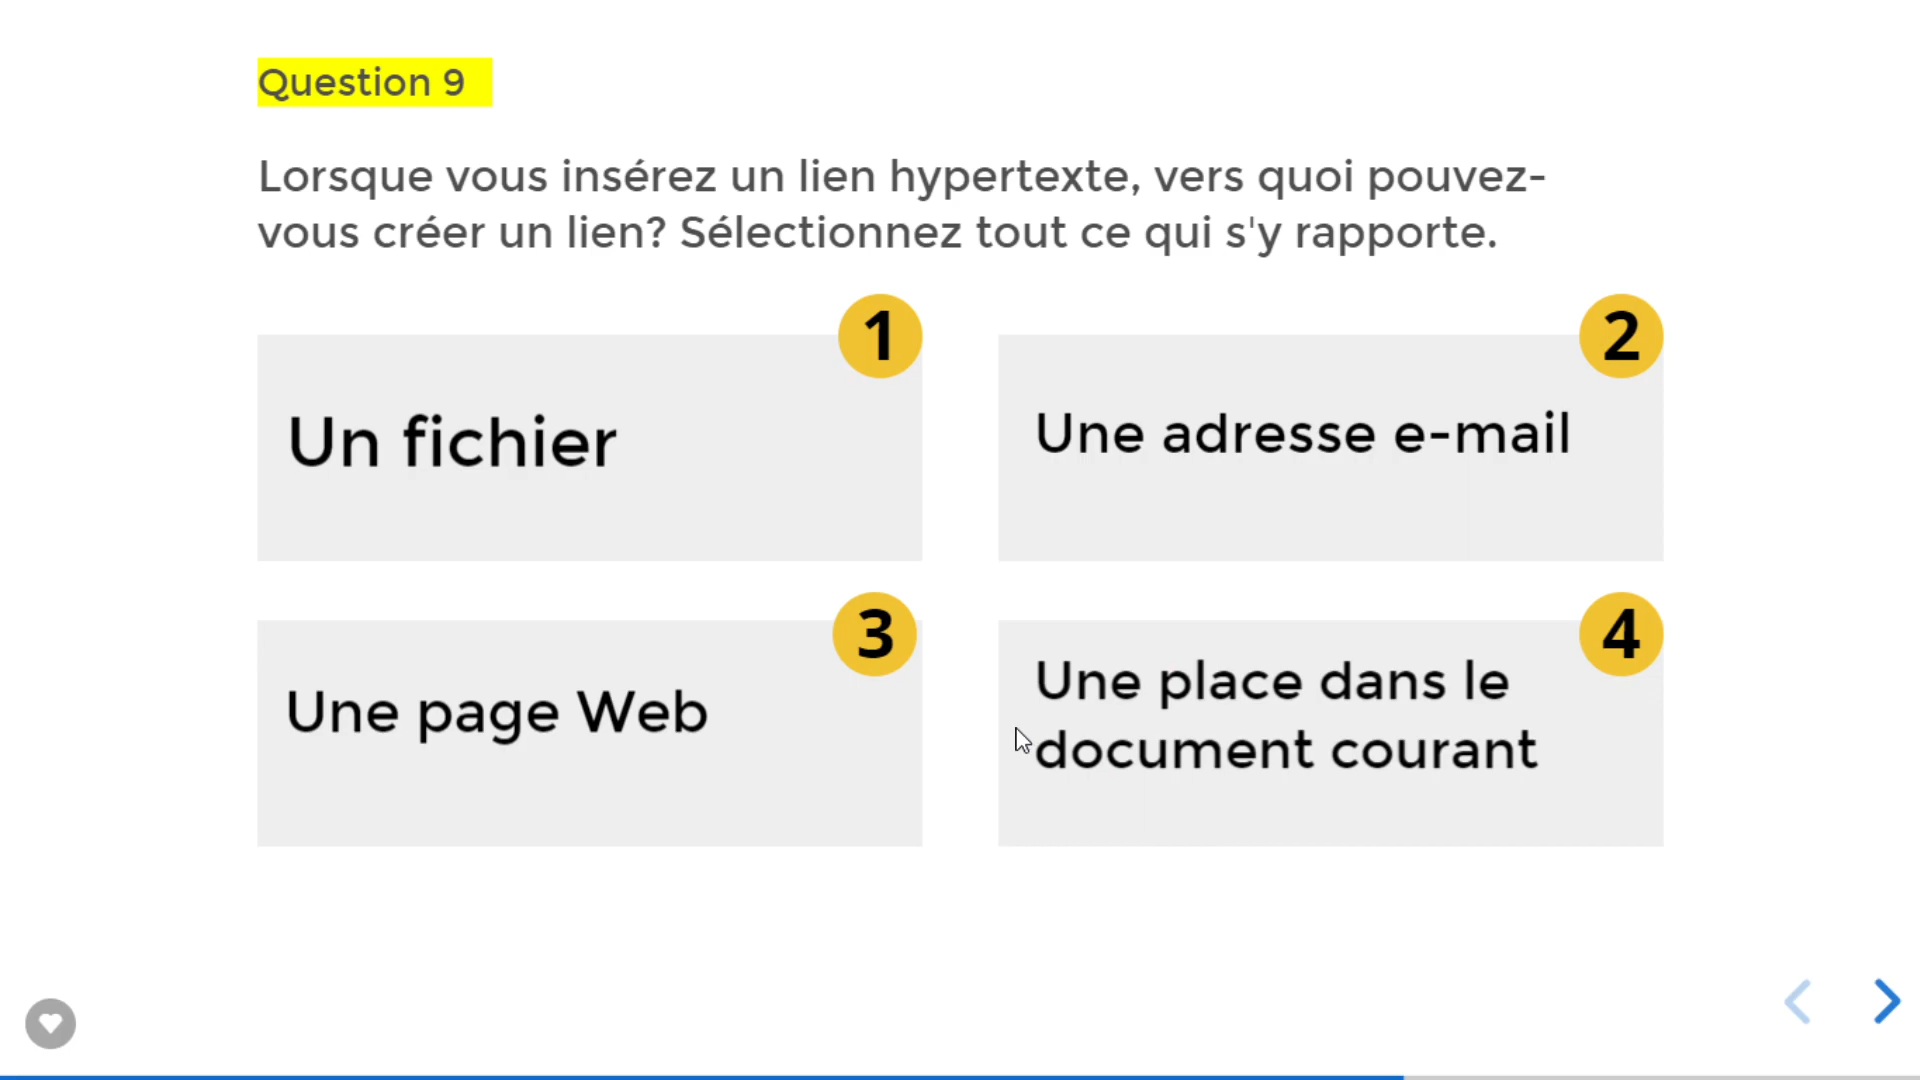 Question 9
Lorsque vous insérez un lien hypertexte, vers quoi pouvez-
vous créer un lien? Sélectionnez tout ce qui s'y rapporte.
1
Un fichier
2
Une adresse e-mail
3
Une page Web
4
Une place dans le
document courant